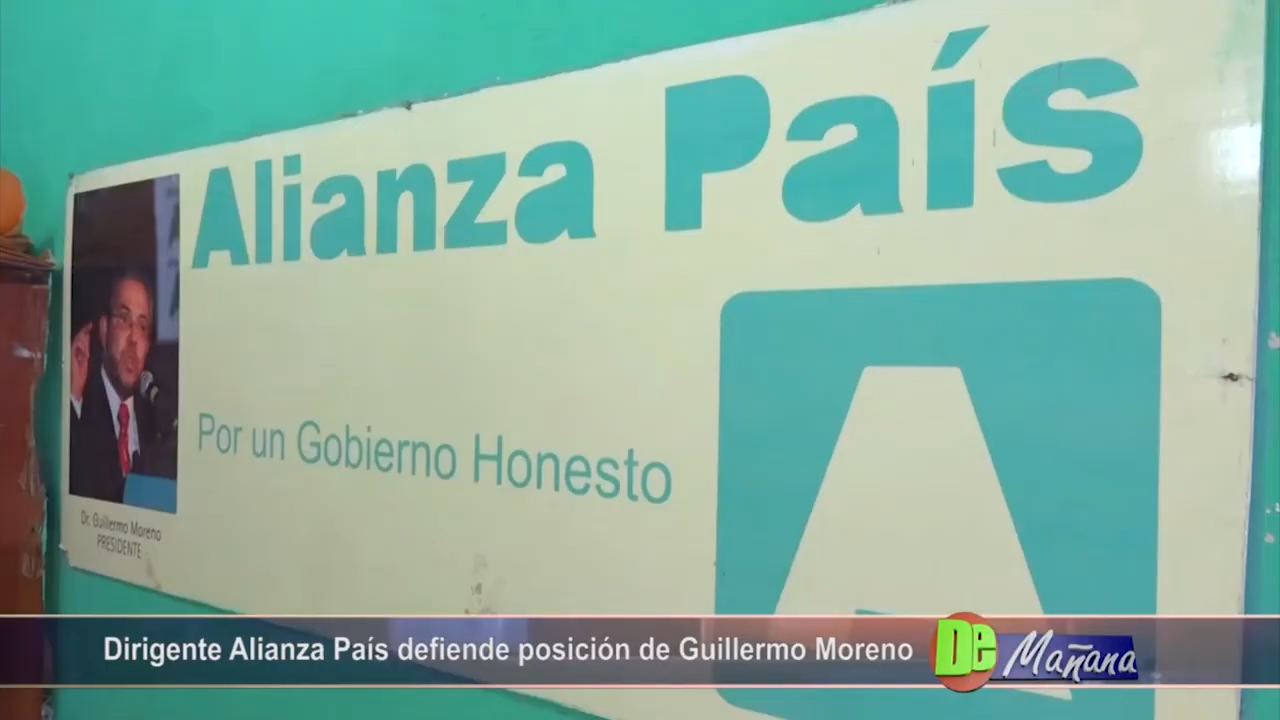 Alianza País
Por un Gobierno Honesto
Dr. Guillermo Moreno
PRESIDENTE
A
Dirigente Alianza País defiende posición de Guillermo Moreno
De Mañana